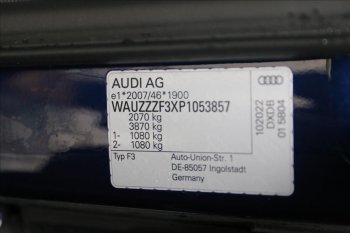 AUDI AG
e1*2007/46*1900
WAUZZZF3XP1053857
2070 kg
3870 kg
1- 1080 kg
2- 1080 kg
Typ F3
Auto-Union-Str. 1
DE-85057 Ingolstadt
Germany
102022
DXDB
01 5804